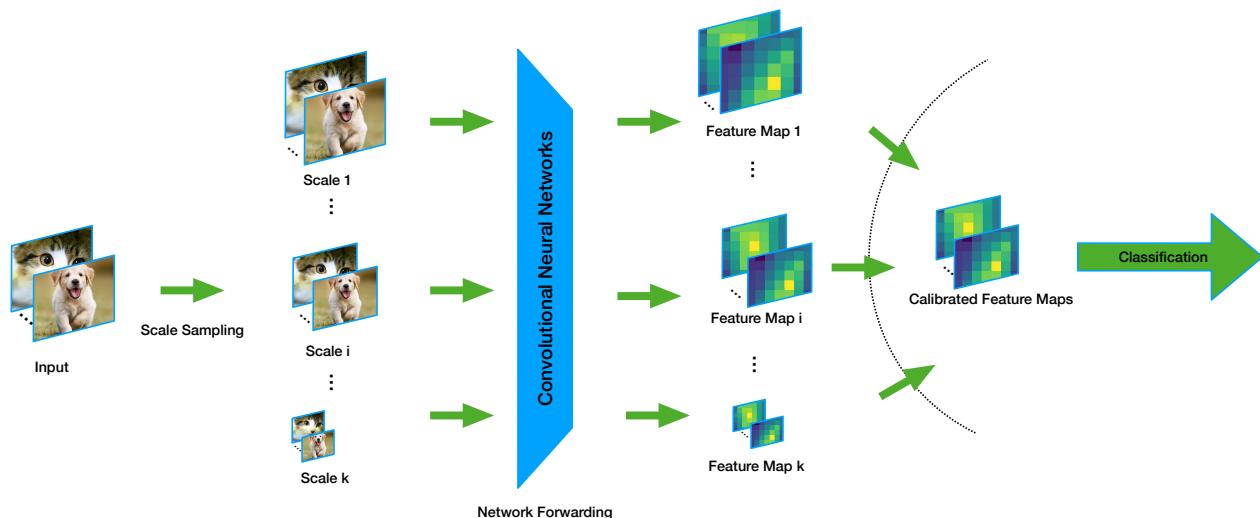 Input
Scale Sampling
Scale 1
Scale i
Scale k
Convolutional Neural Networks
Network Forwarding
Feature Map 1
Feature Map i
Feature Map k
Calibrated Feature Maps
Classification